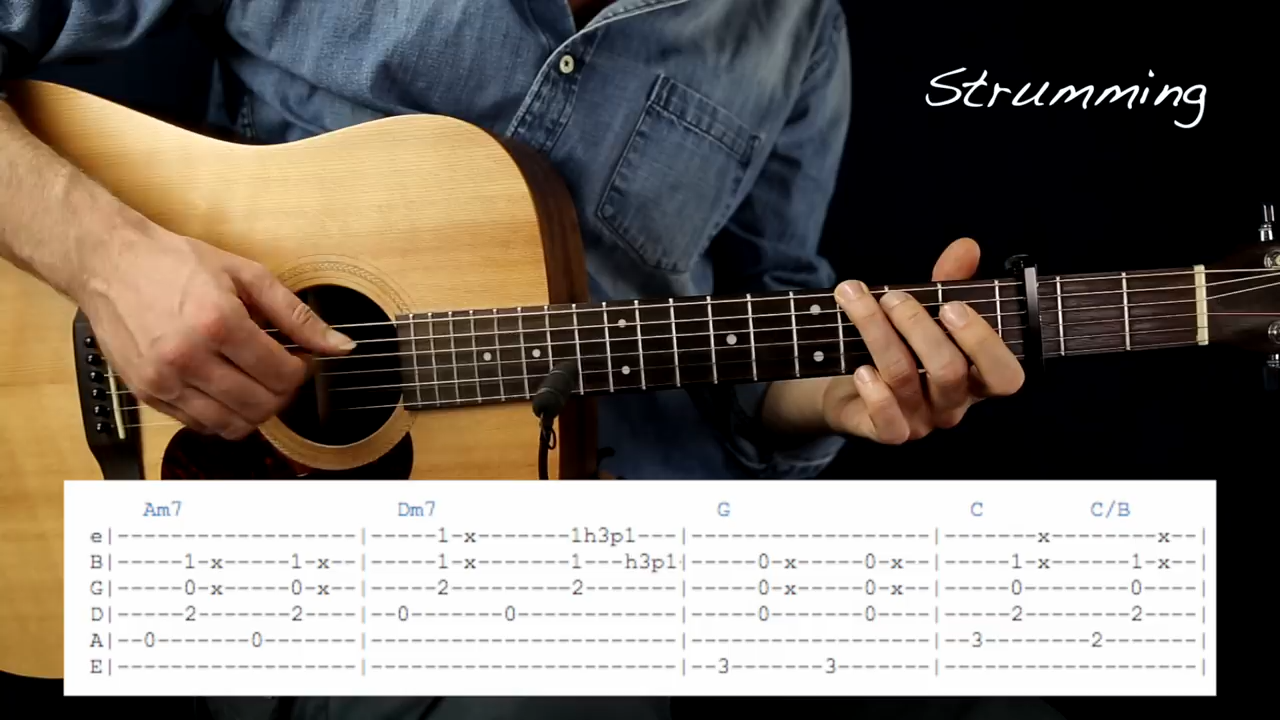 Strumming
Am7 Dm7 G C C/B
e|------------------|-----1-x-------1h3p1---|------------------|-------x--------x--|
B|-----1-x-----1-x--|-----1-x-------1---h3p1|-----0-x-----0-x--|-----1-x------1-x--|
G|-----0-x-----0-x--|-----2---------2-------|-----0-x-----0-x--|-----0--------0----|
D|-----2-------2----|--0-------0------------|-----0-------0----|-----2--------2----|
A|--0-------0-------|-----------------------|------------------|--3--------2-------|
E|------------------|-----------------------|--3-------3-------|-------------------|